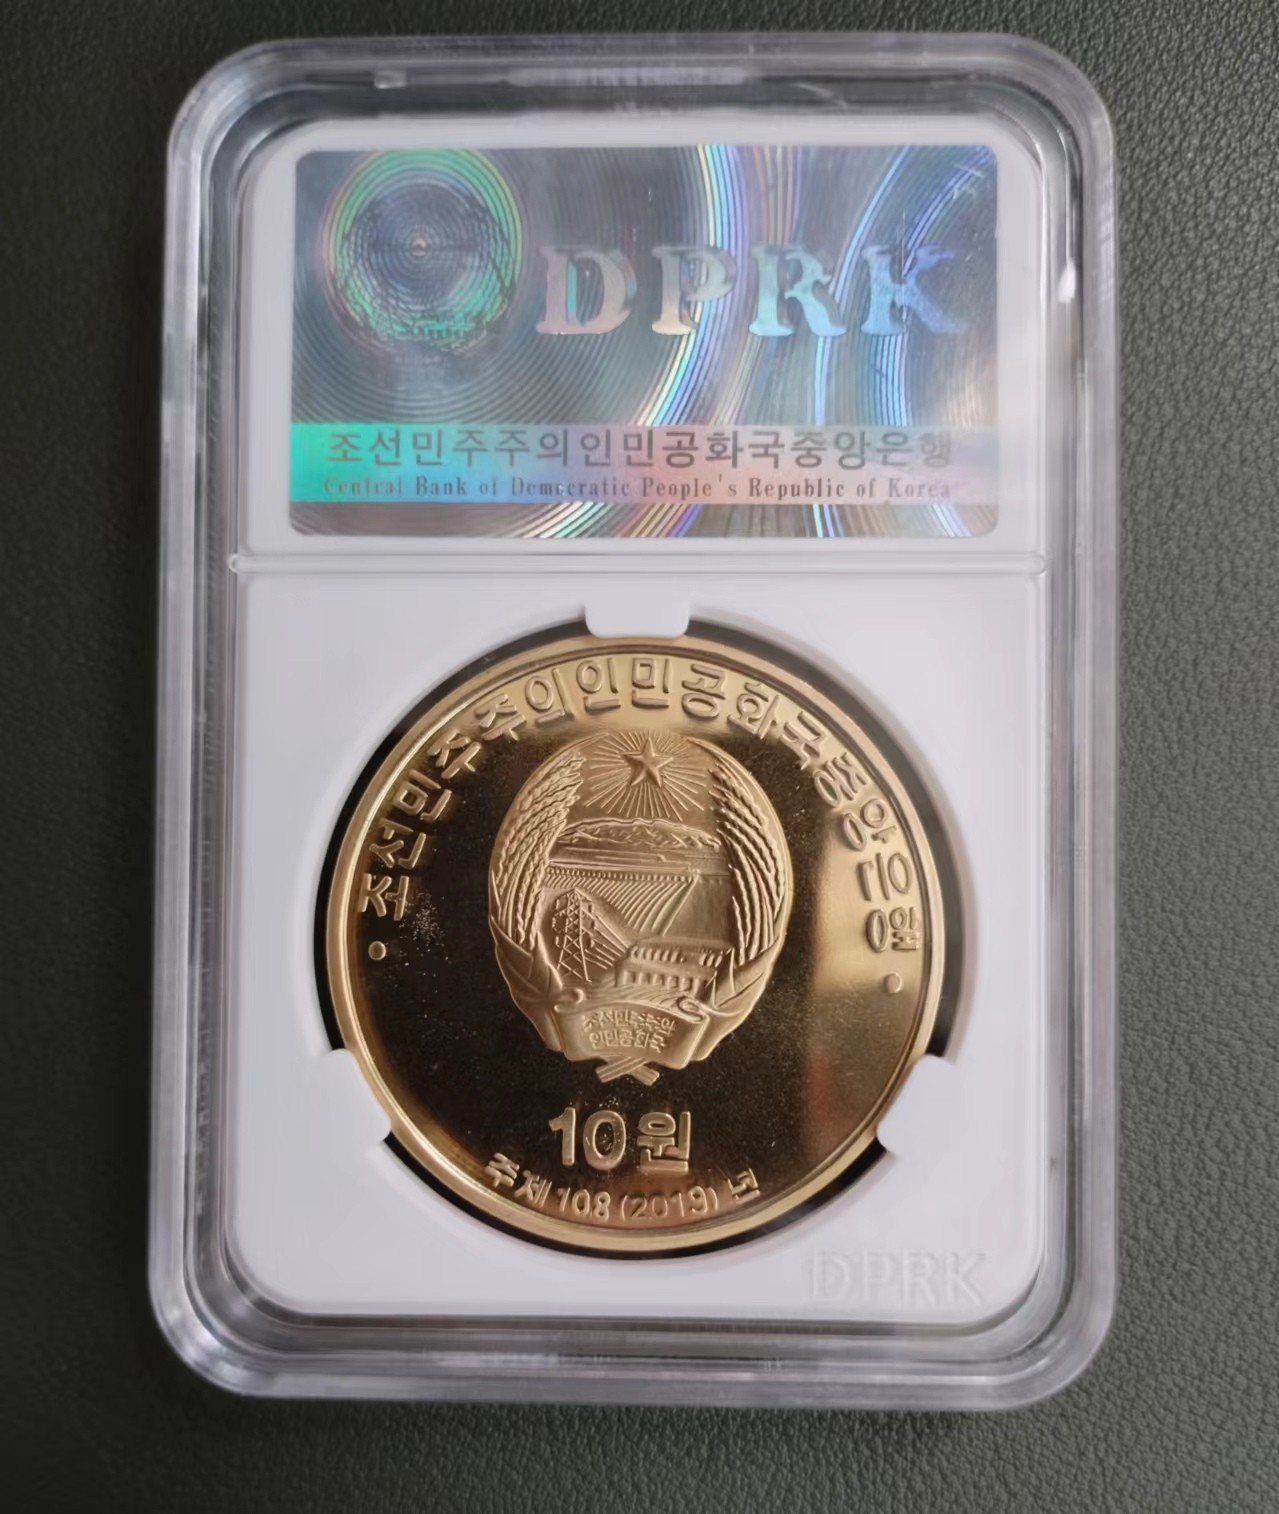 DPRK
조선민주주의인민공화국중앙은행
Central Bank of Democratic People's Republic of Korea
조선민주주의인민공화국중앙은행
조선민주주의
인민공화국
10원
주체108(2019)년
DPRK